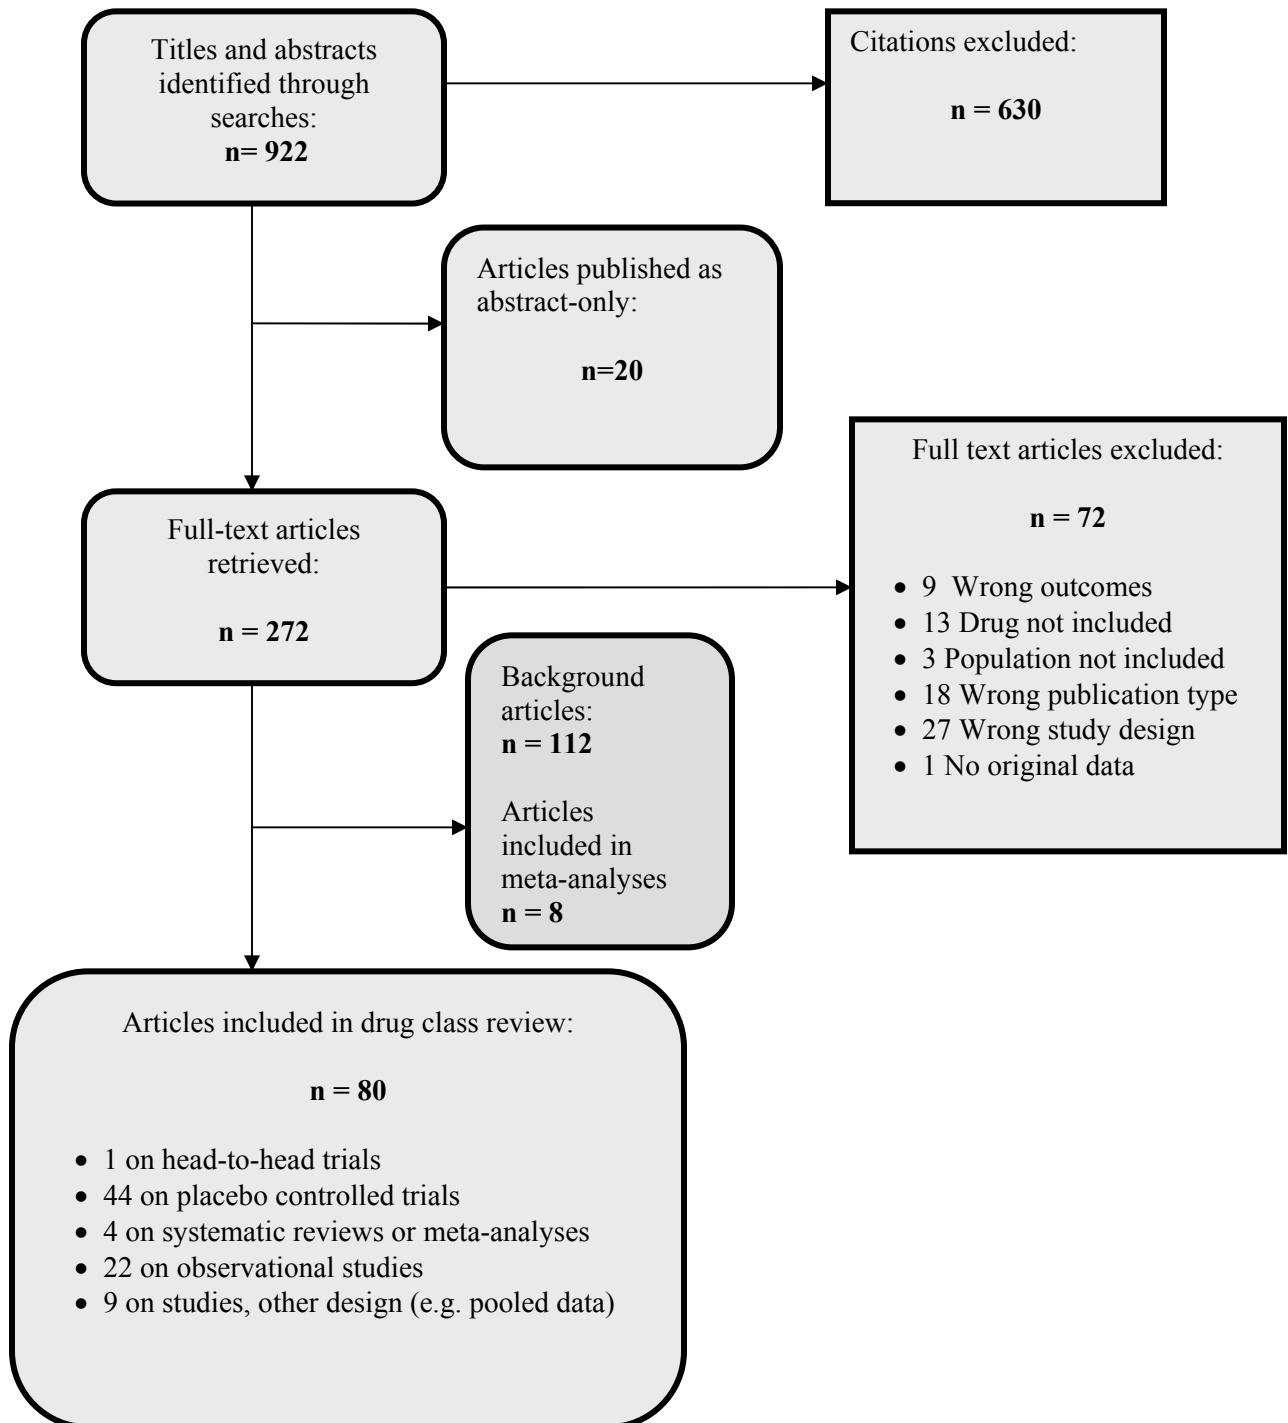 Titles and abstracts
identified through
searches:
n= 922
Citations excluded:
n = 630
Articles published as
abstract-only:
n=20
Full-text articles
retrieved:
n = 272
Full text articles excluded:
n = 72
• 9  Wrong outcomes
• 13 Drug not included
• 3 Population not included
• 18 Wrong publication type
• 27 Wrong study design
• 1 No original data
Background
articles:
n = 112
Articles
included in
meta-analyses
n = 8
Articles included in drug class review:
n = 80
• 1 on head-to-head trials
• 44 on placebo controlled trials
• 4 on systematic reviews or meta-analyses
• 22 on observational studies
• 9 on studies, other design (e.g. pooled data)